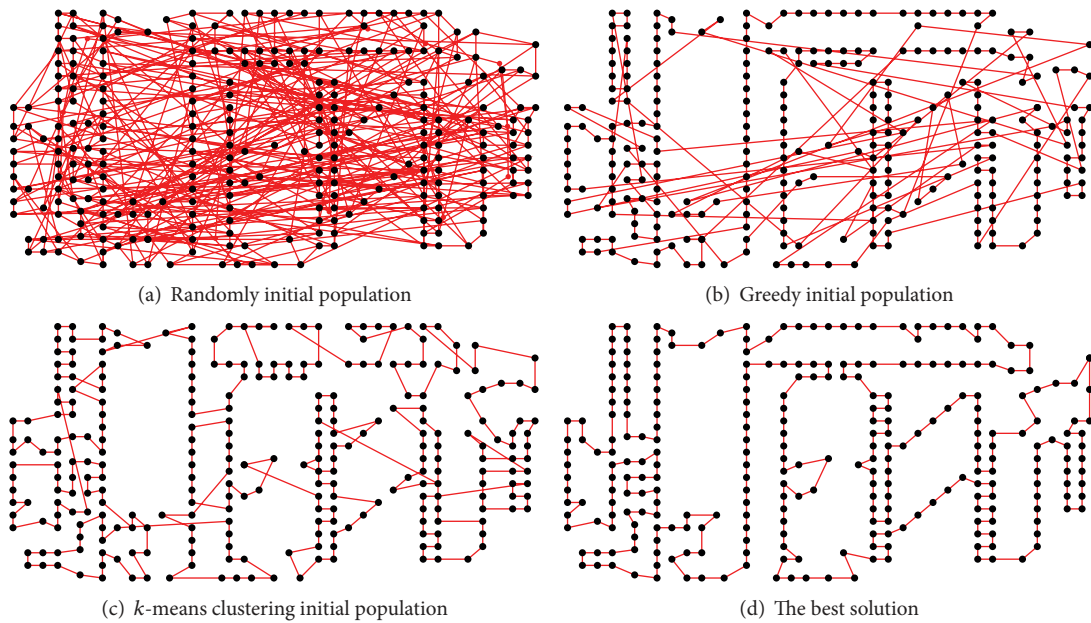 (a) Randomly initial population
(b) Greedy initial population
(c) k-means clustering initial population
(d) The best solution